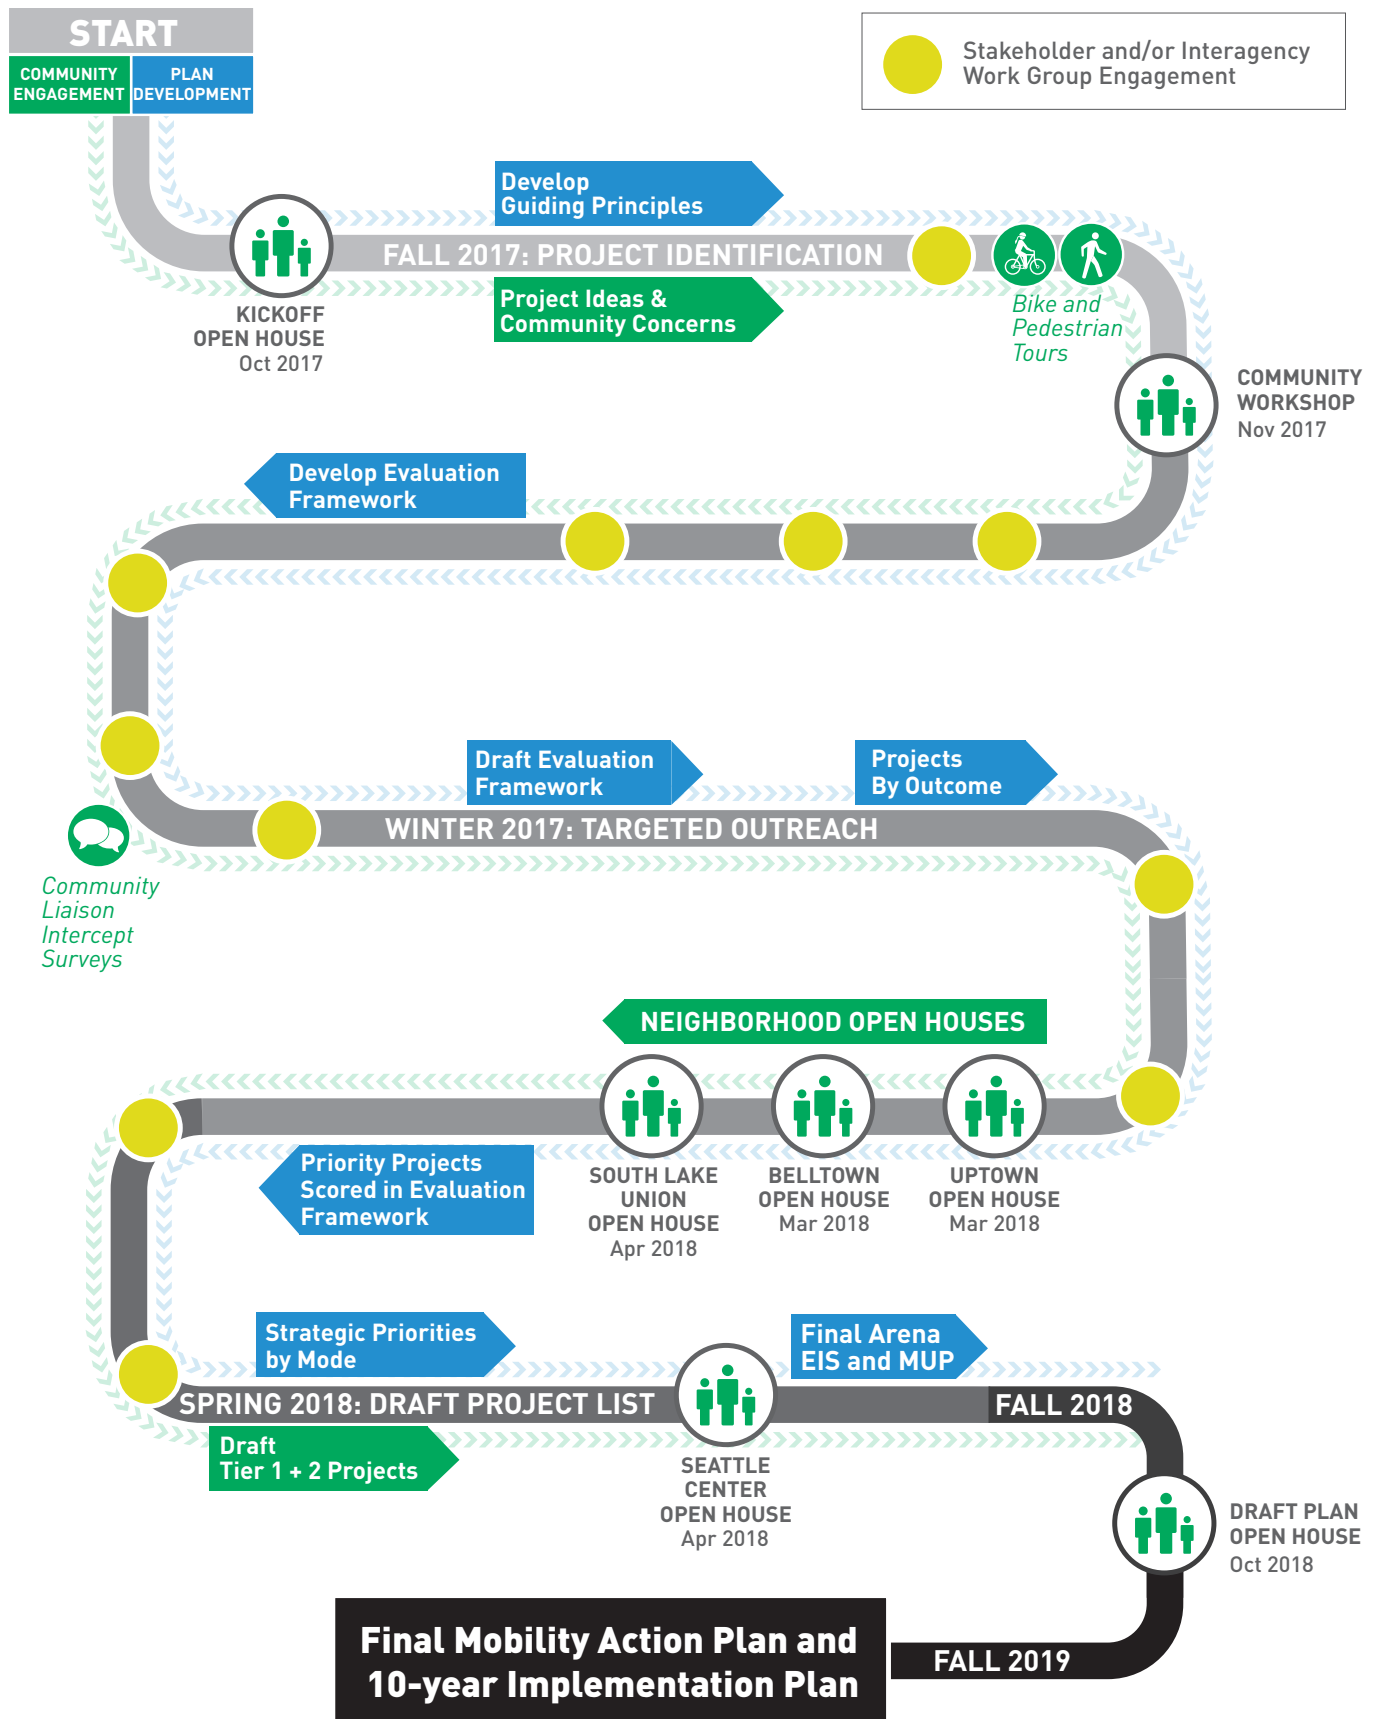 START
COMMUNITY
ENGAGEMENT
PLAN
DEVELOPMENT
Stakeholder and/or Interagency
Work Group Engagement
Develop
Guiding Principles
FALL 2017: PROJECT IDENTIFICATION
Project Ideas &
Community Concerns
KICKOFF
OPEN HOUSE
Oct 2017
Bike and
Pedestrian
Tours
COMMUNITY
WORKSHOP
Nov 2017
Develop Evaluation
Framework
Draft Evaluation
Framework
Projects
By Outcome
WINTER 2017: TARGETED OUTREACH
Community
Liaison
Intercept
Surveys
NEIGHBORHOOD OPEN HOUSES
UPTOWN
OPEN HOUSE
Mar 2018
BELLTOWN
OPEN HOUSE
Mar 2018
SOUTH LAKE
UNION
OPEN HOUSE
Apr 2018
Priority Projects
Scored in Evaluation
Framework
Strategic Priorities
by Mode
Final Arena
EIS and MUP
SPRING 2018: DRAFT PROJECT LIST
FALL 2018
Draft
Tier 1 + 2 Projects
SEATTLE
CENTER
OPEN HOUSE
Apr 2018
DRAFT PLAN
OPEN HOUSE
Oct 2018
FALL 2019
Final Mobility Action Plan and
10-year Implementation Plan